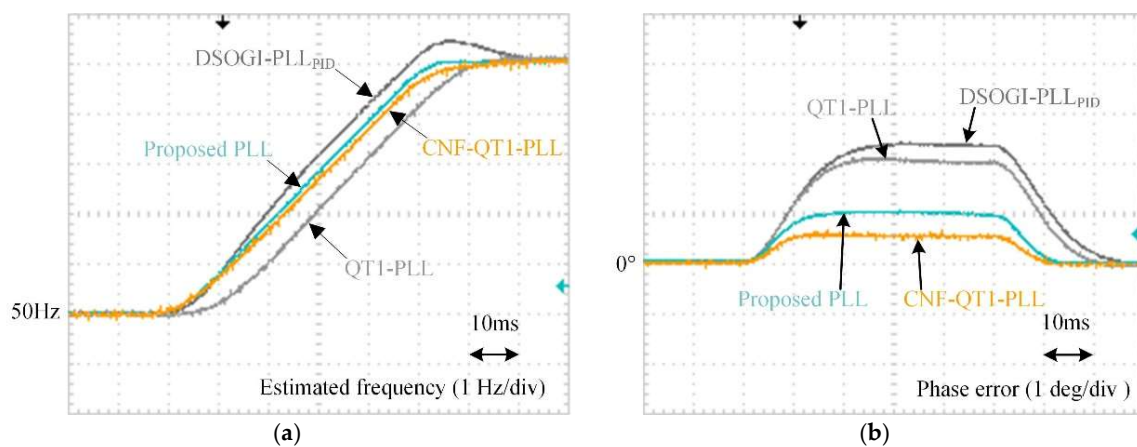 DSOGI-PLLPID
Proposed PLL
CNF-QT1-PLL
QT1-PLL
50Hz
10ms
Estimated frequency (1 Hz/div)
(a)
QT1-PLL
DSOGI-PLLPID
0°
Proposed PLL
CNF-QT1-PLL
10ms
Phase error (1 deg/div )
(b)